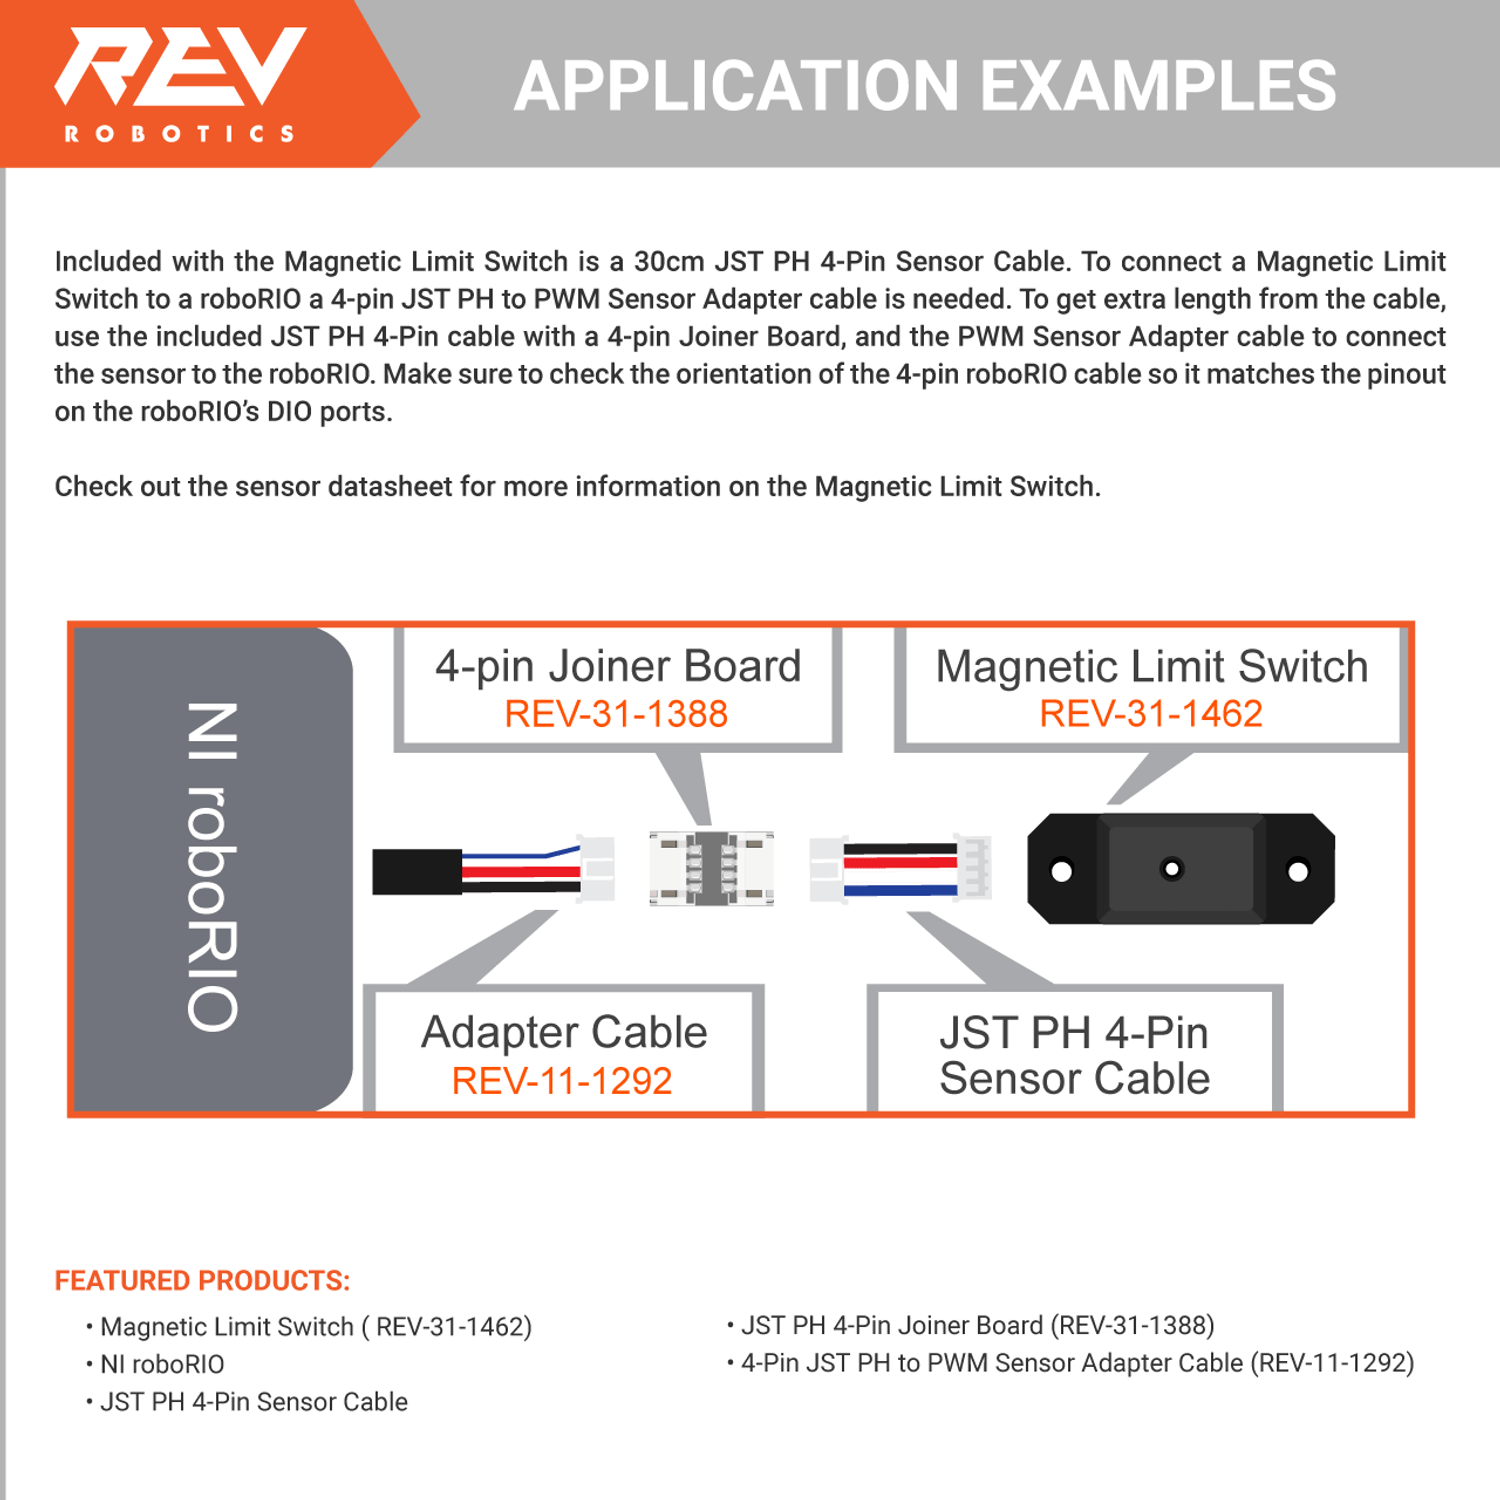 REV
ROBOTICS
APPLICATION EXAMPLES
Included with the Magnetic Limit Switch is a 30cm JST PH 4-Pin Sensor Cable. To connect a Magnetic Limit
Switch to a roboRIO a 4-pin JST PH to PWM Sensor Adapter cable is needed. To get extra length from the cable,
use the included JST PH 4-Pin cable with a 4-pin Joiner Board, and the PWM Sensor Adapter cable to connect
the sensor to the roboRIO. Make sure to check the orientation of the 4-pin roboRIO cable so it matches the pinout
on the roboRIO’s DIO ports.
Check out the sensor datasheet for more information on the Magnetic Limit Switch.
NI roboRIO
4-pin Joiner Board
REV-31-1388
Magnetic Limit Switch
REV-31-1462
Adapter Cable
REV-11-1292
JST PH 4-Pin
Sensor Cable
FEATURED PRODUCTS:
• Magnetic Limit Switch ( REV-31-1462)
• NI roboRIO
• JST PH 4-Pin Sensor Cable
• JST PH 4-Pin Joiner Board (REV-31-1388)
• 4-Pin JST PH to PWM Sensor Adapter Cable (REV-11-1292)